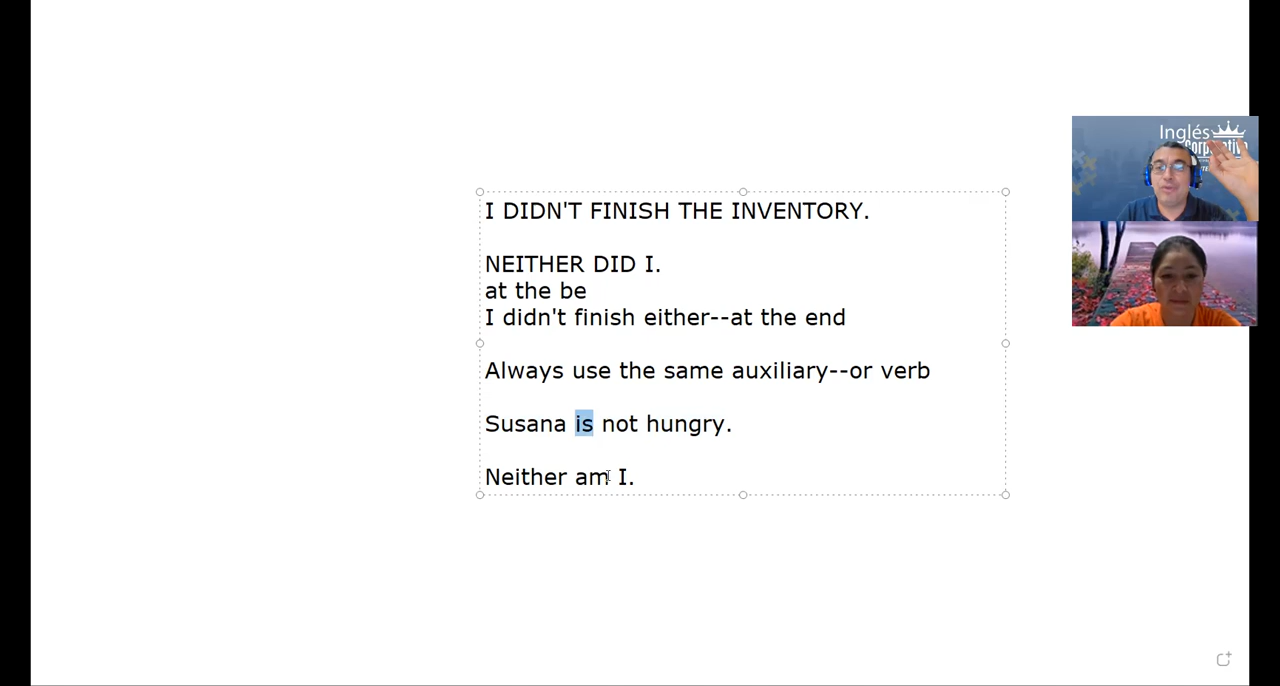 I DIDN'T FINISH THE INVENTORY.
NEITHER DID I.
at the be
I didn't finish either--at the end
Always use the same auxiliary--or verb
Susana is not hungry.
Neither am I.
Inglés